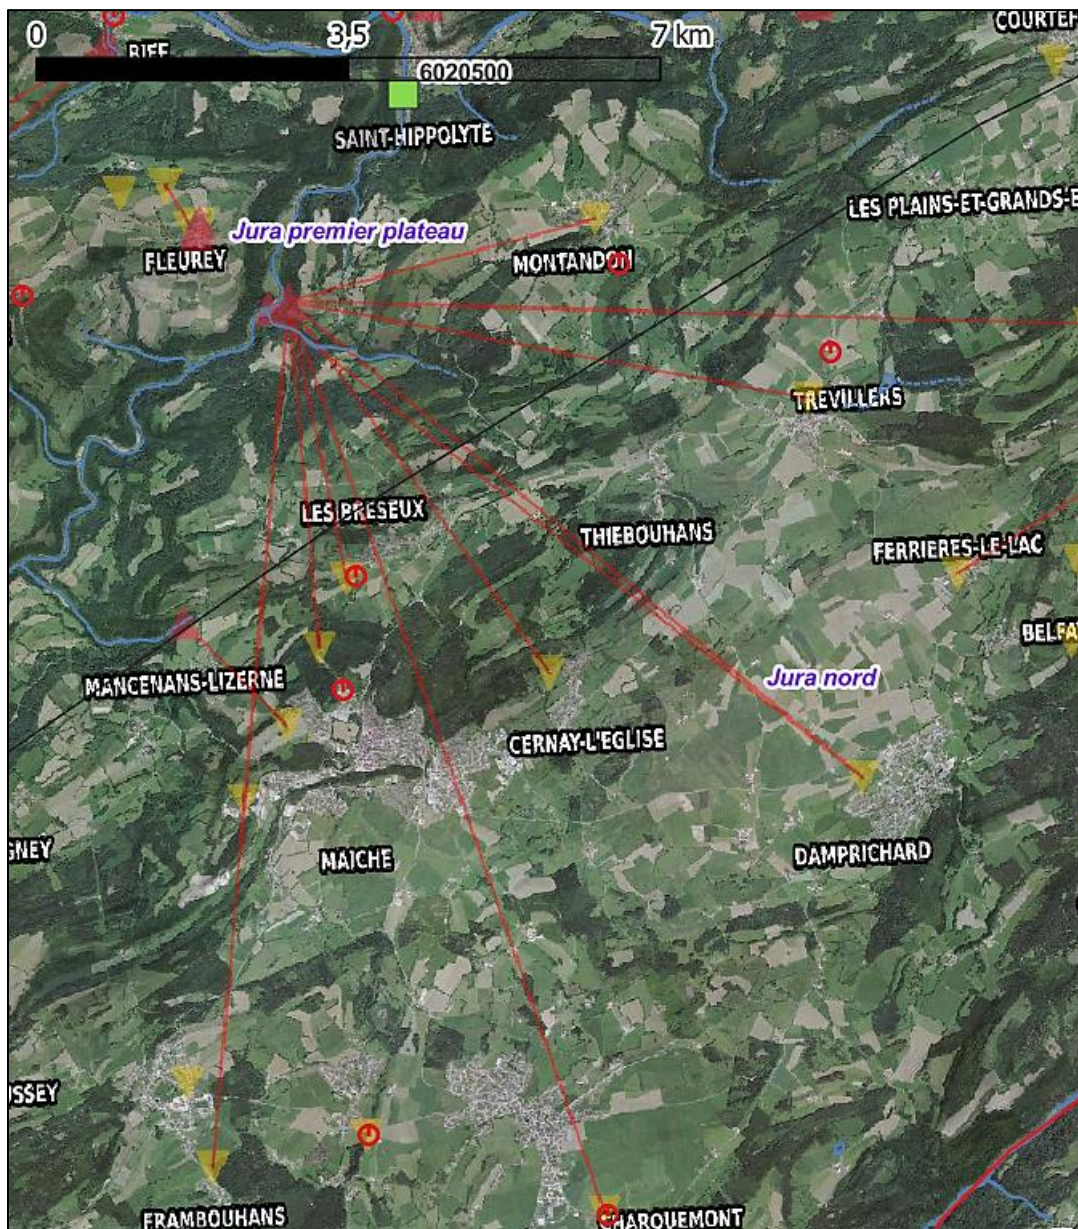 0 3,5 7 km
COURTEF
BIEF
6020500
SAINT-HIPPOLYTE
LES PLAINS-ET-GRANDS-E
Jura premier plateau
FLEUREY
MONTANDON
TREVILLERS
LES BRESEUX
THIEBOUHANS
FERRIERES-LE-LAC
BELFA
MANCENANS-LIZERNE
Jura nord
CERNAY-L'EGLISE
GNEY
MAICHE
DAMPRICHARD
USSEY
FRAMBOUHANS
CHARQUEMONT